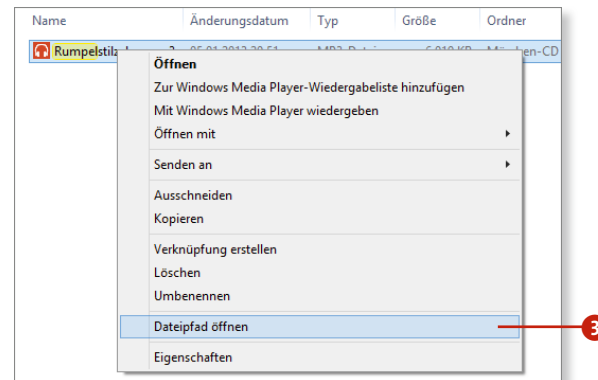 Name Änderungsdatum Typ Größe Ordner
Rumpelstilz
Öffnen
Zur Windows Media Player-Wiedergabeliste hinzufügen
Mit Windows Media Player wiedergeben
Öffnen mit
Senden an
Ausschneiden
Kopieren
Verknüpfung erstellen
Löschen
Umbenennen
Dateipfad öffnen
3
Eigenschaften